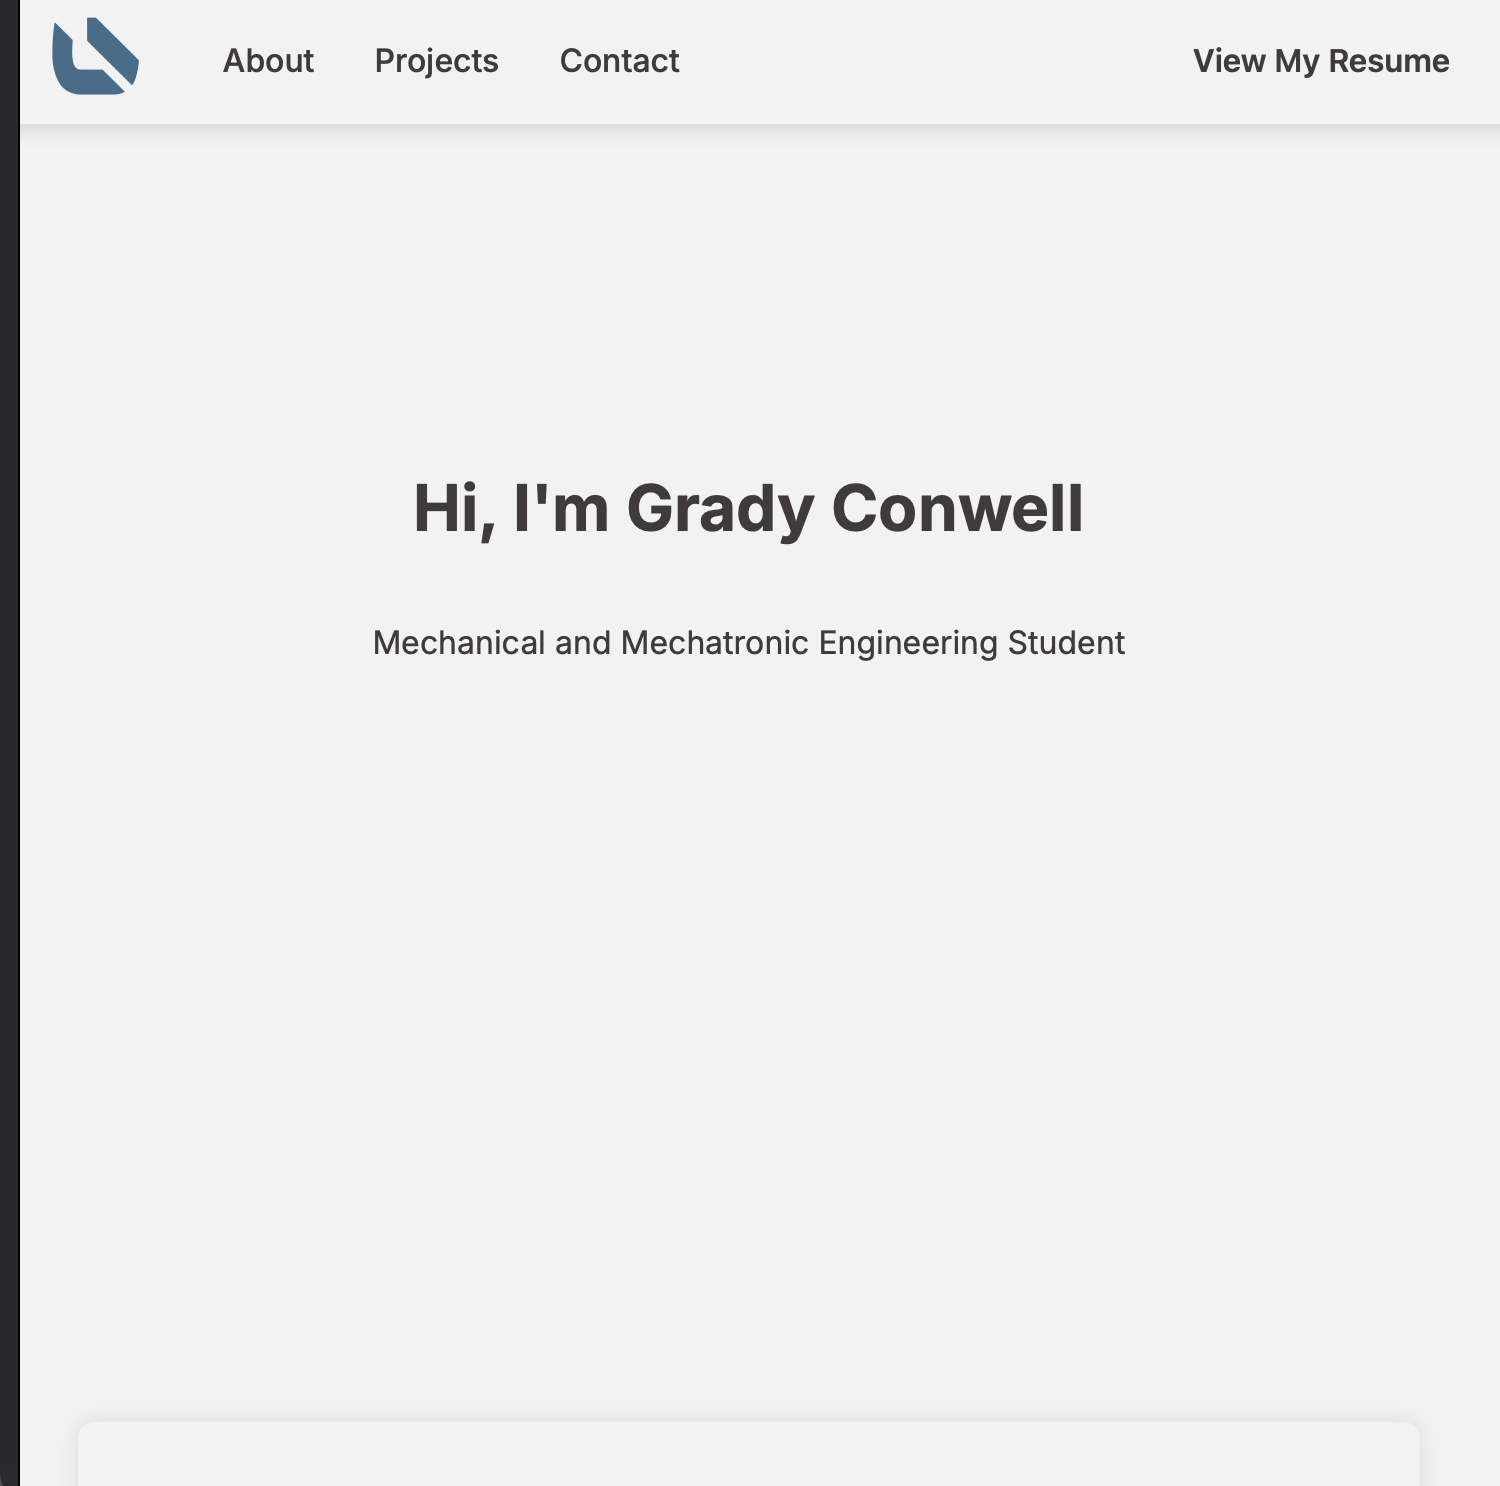 About Projects Contact View My Resume
Hi, I'm Grady Conwell
Mechanical and Mechatronic Engineering Student